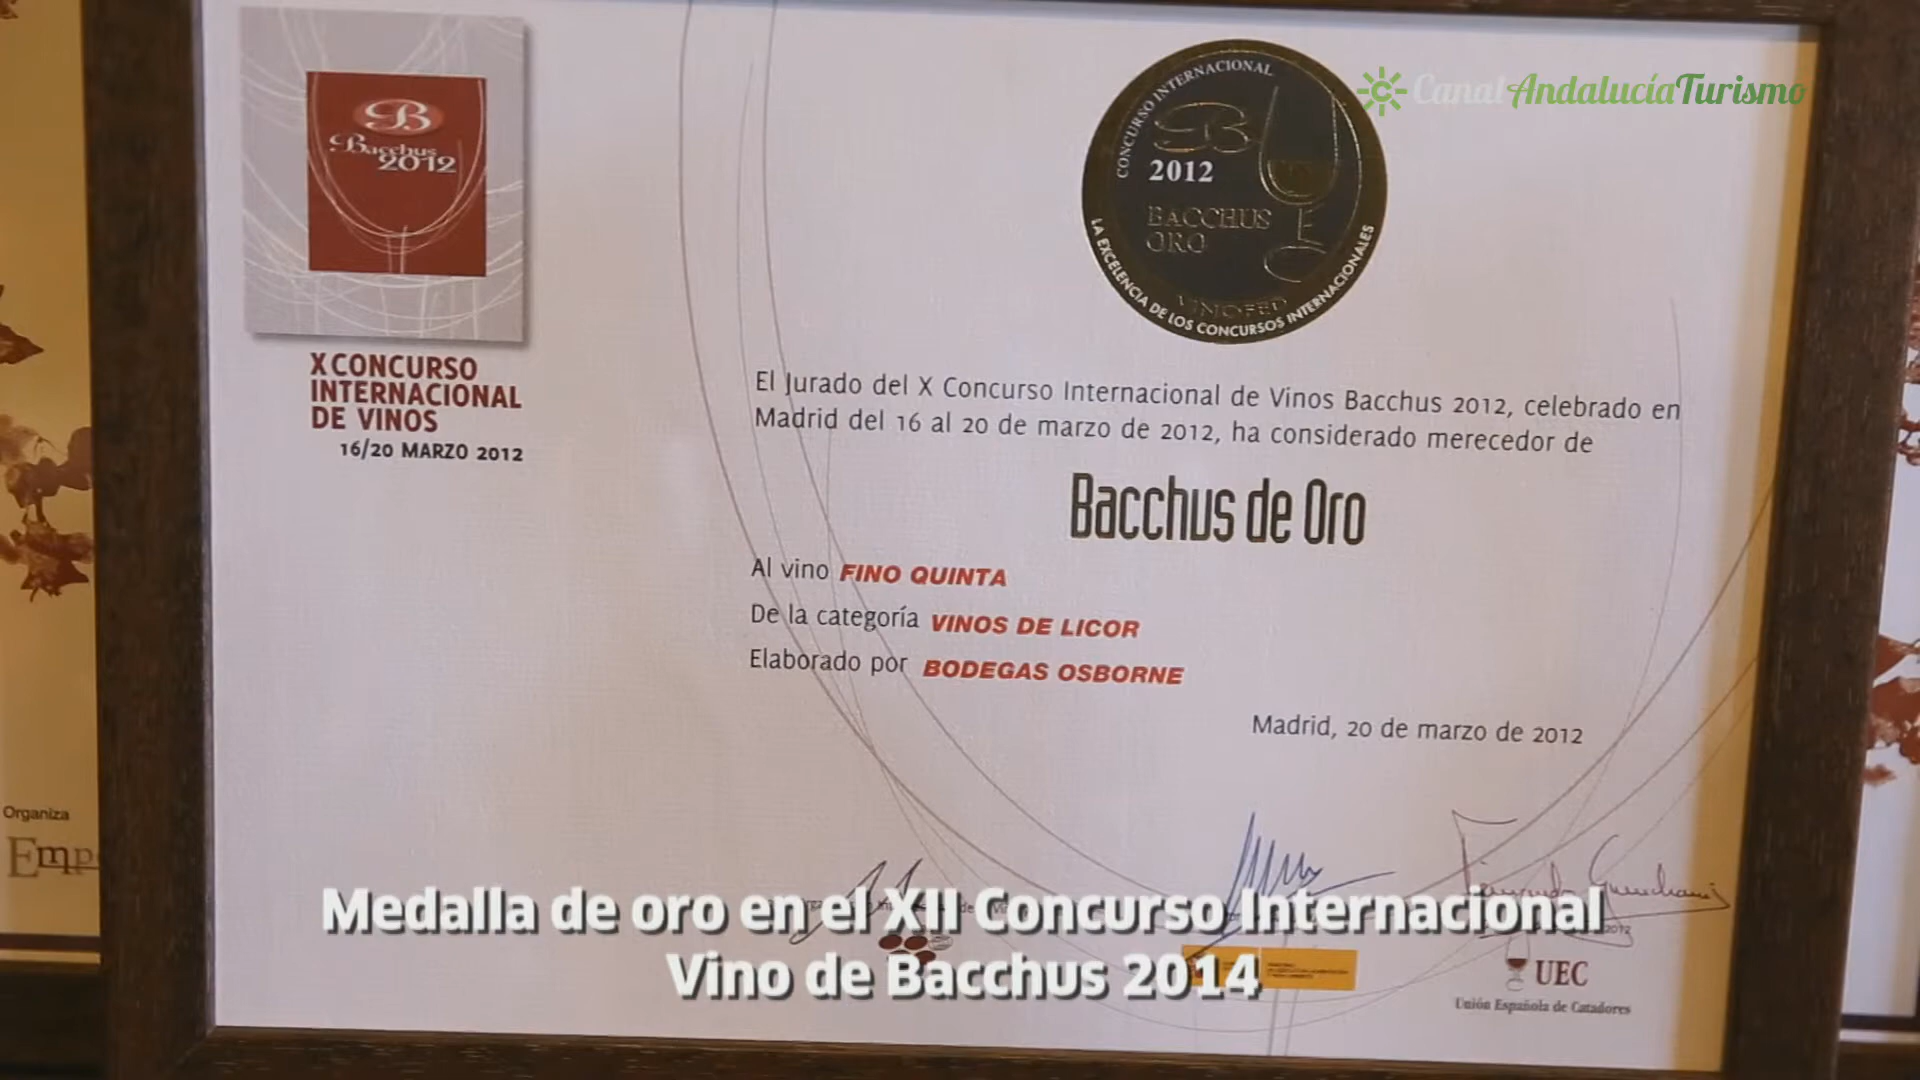 B
Bacchus
2012
X CONCURSO
INTERNACIONAL
DE VINOS
16/20 MARZO 2012
CONCURSO INTERNACIONAL
B
2012
BACCHUS
ORO
VINOFED
LA EXCELENCIA DE LOS CONCURSOS INTERNACIONALES
Canal AndalucíaTurismo
El Jurado del X Concurso Internacional de Vinos Bacchus 2012, celebrado en
Madrid del 16 al 20 de marzo de 2012, ha considerado merecedor de
Bacchus de Oro
Al vino FINO QUINTA
De la categoría VINOS DE LICOR
Elaborado por BODEGAS OSBORNE
Madrid, 20 de marzo de 2012
Organiza
Medalla de oro en el XII Concurso Internacional
Vino de Bacchus 2014
2012
UEC
Unión Española de Catadores